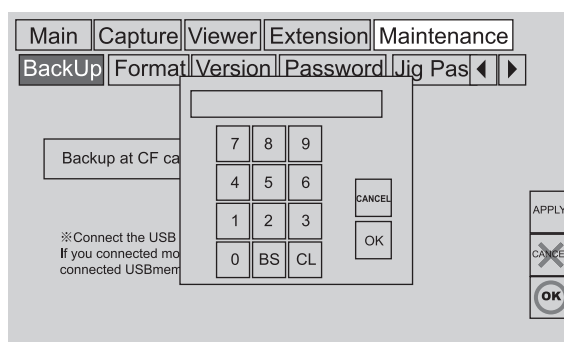 Main Capture Viewer Extension Maintenance
BackUp Format Version Password Jig Pas
7 8 9
Backup at CF ca
4 5 6
CANCEL
1 2 3
APPLY
OK
※Connect the USB
If you connected mo
connected USBmem
0 BS CL
CANCE
OK